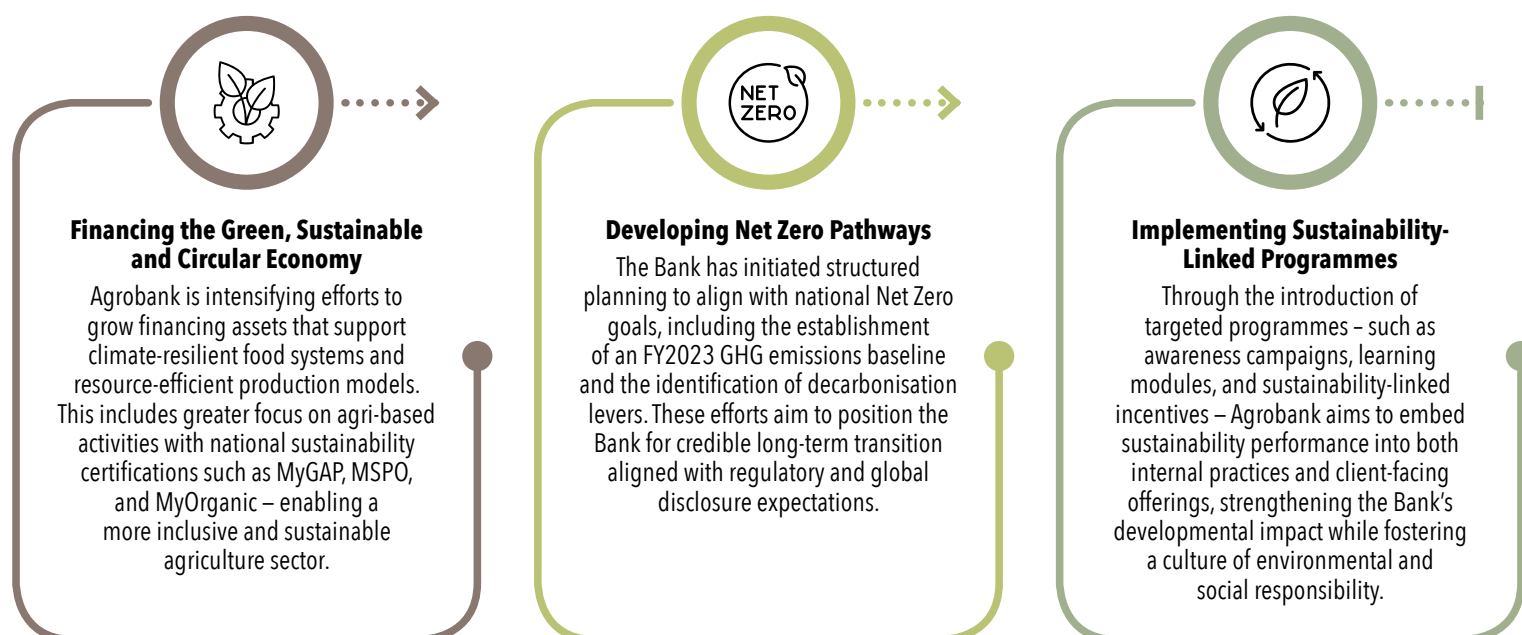 Financing the Green, Sustainable
and Circular Economy
Agrobank is intensifying efforts to
grow financing assets that support
climate-resilient food systems and
resource-efficient production models.
This includes greater focus on agri-based
activities with national sustainability
certifications such as MyGAP, MSPO,
and MyOrganic – enabling a
more inclusive and sustainable
agriculture sector.
NET
ZERO
Developing Net Zero Pathways
The Bank has initiated structured
planning to align with national Net Zero
goals, including the establishment
of an FY2023 GHG emissions baseline
and the identification of decarbonisation
levers. These efforts aim to position the
Bank for credible long-term transition
aligned with regulatory and global
disclosure expectations.
Implementing Sustainability-
Linked Programmes
Through the introduction of
targeted programmes – such as
awareness campaigns, learning
modules, and sustainability-linked
incentives – Agrobank aims to embed
sustainability performance into both
internal practices and client-facing
offerings, strengthening the Bank’s
developmental impact while fostering
a culture of environmental and
social responsibility.